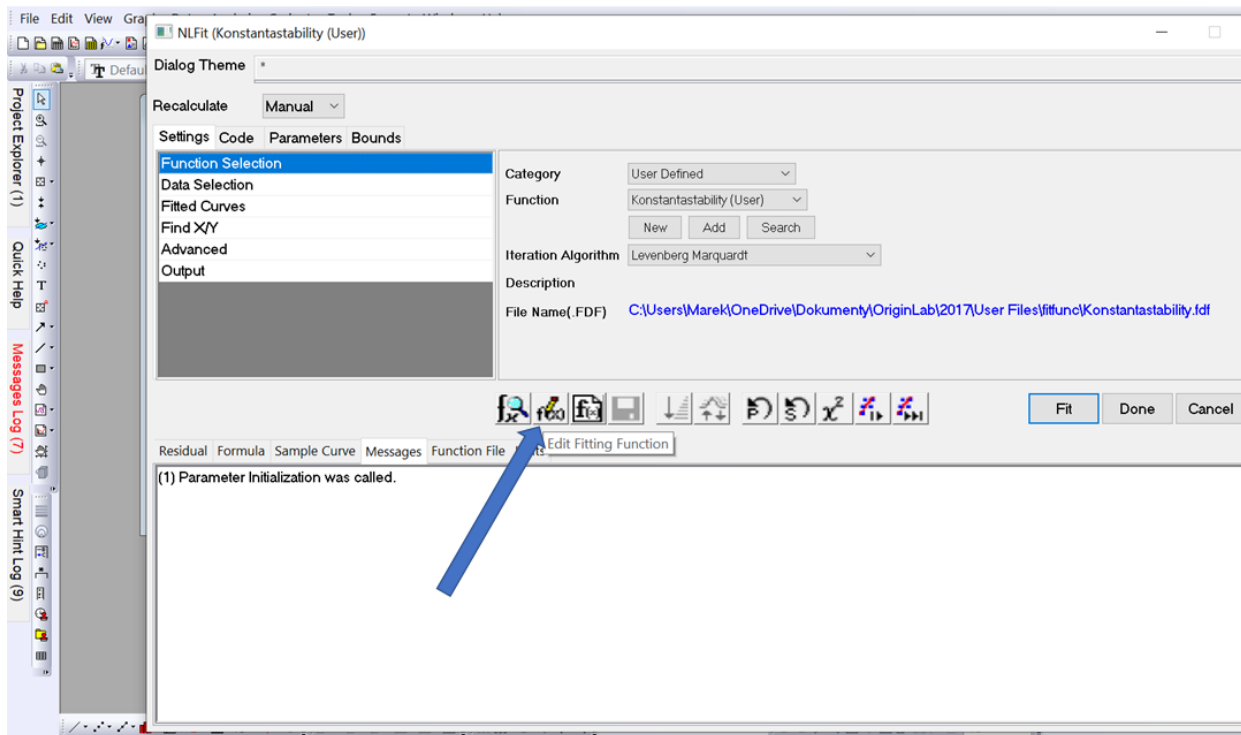 File Edit View
NLFit (Konstantastability (User))
Dialog Theme *
Recalculate Manual
Settings Code Parameters Bounds
Function Selection
Data Selection
Fitted Curves
Find X/Y
Advanced
Output
Category User Defined
Function Konstantastability (User)
New Add Search
Iteration Algorithm Levenberg Marquardt
Description
File Name(.FDF) C:\Users\Marek\OneDrive\Dokumenty\OriginLab\2017\User Files\fitfunc\Konstantastability.fdf
Fit Done Cancel
Edit Fitting Function
Residual Formula Sample Curve Messages Function File
(1) Parameter Initialization was called.
Project Explorer (1)
Quick Help
Messages Log (7)
Smart Hint Log (9)